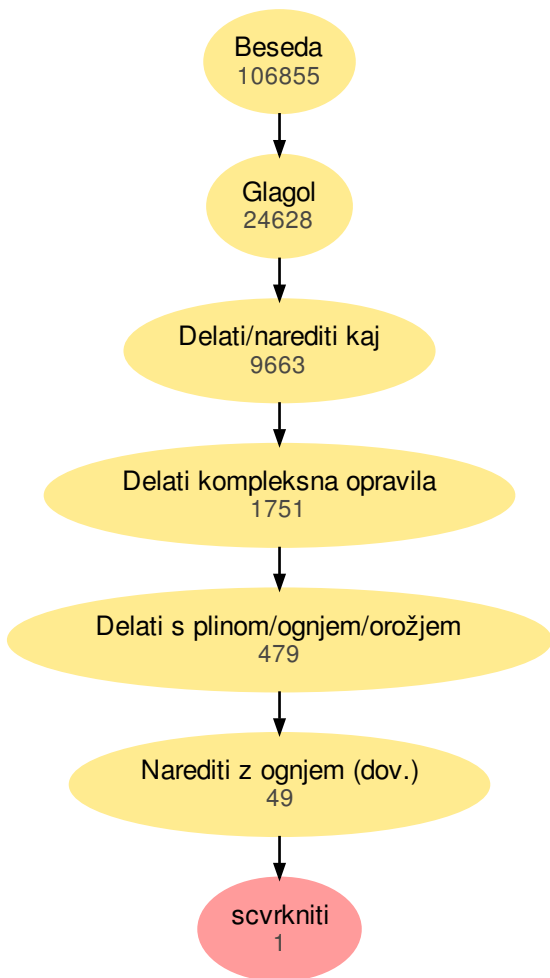 Beseda
106855
Glagol
24628
Delati/narediti kaj
9663
Delati kompleksna opravila
1751
Delati s plinom/ognjem/orožjem
479
Narediti z ognjem (dov.)
49
scvrkniti
1